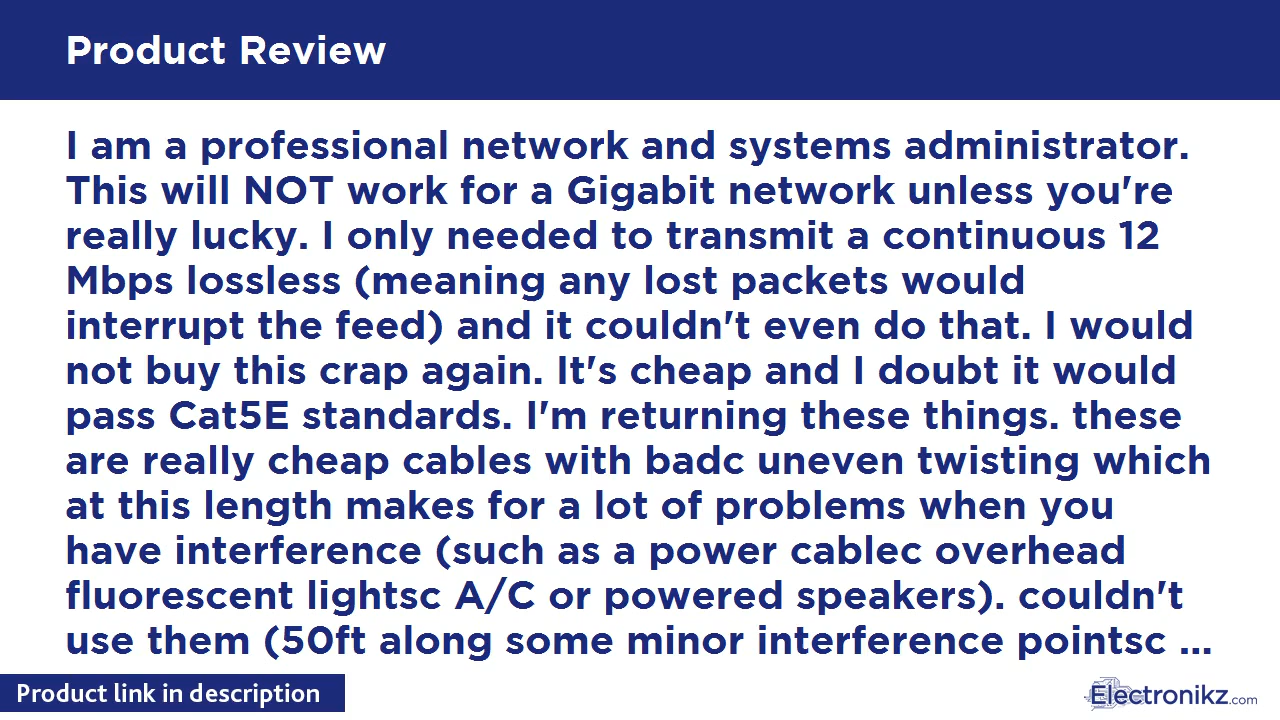 Product Review
I am a professional network and systems administrator.
This will NOT work for a Gigabit network unless you're
really lucky. I only needed to transmit a continuous 12
Mbps lossless (meaning any lost packets would
interrupt the feed) and it couldn't even do that. I would
not buy this crap again. It's cheap and I doubt it would
pass Cat5E standards. I'm returning these things. these
are really cheap cables with badc uneven twisting which
at this length makes for a lot of problems when you
have interference (such as a power cablec overhead
fluorescent lightsc A/C or powered speakers). couldn't
use them (50ft along some minor interference pointsc ...
Product link in description
Electronikz.com